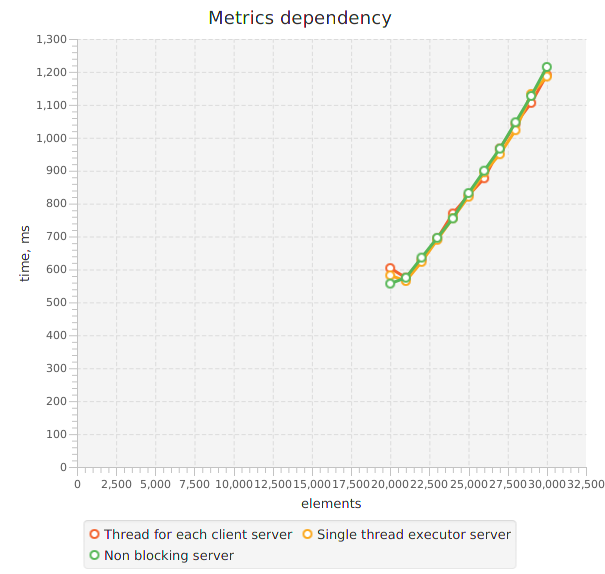 Metrics dependency
1,300
1,200
1,100
1,000
900
800
700
600
500
400
300
200
100
0
time, ms
0 2,500 5,000 7,500 10,000 12,500 15,000 17,500 20,000 22,500 25,000 27,500 30,000 32,500
elements
Thread for each client server Single thread executor server
Non blocking server